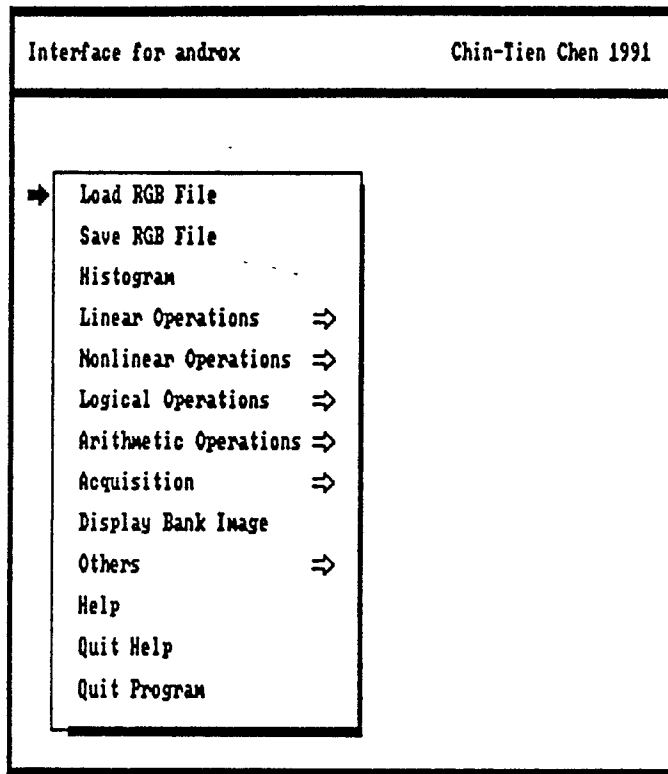 Interface for androx Chin-Tien Chen 1991
Load RGB File
Save RGB File
Histogram
Linear Operations
Nonlinear Operations
Logical Operations
Arithmetic Operations
Acquisition
Display Bank Image
Others
Help
Quit Help
Quit Program